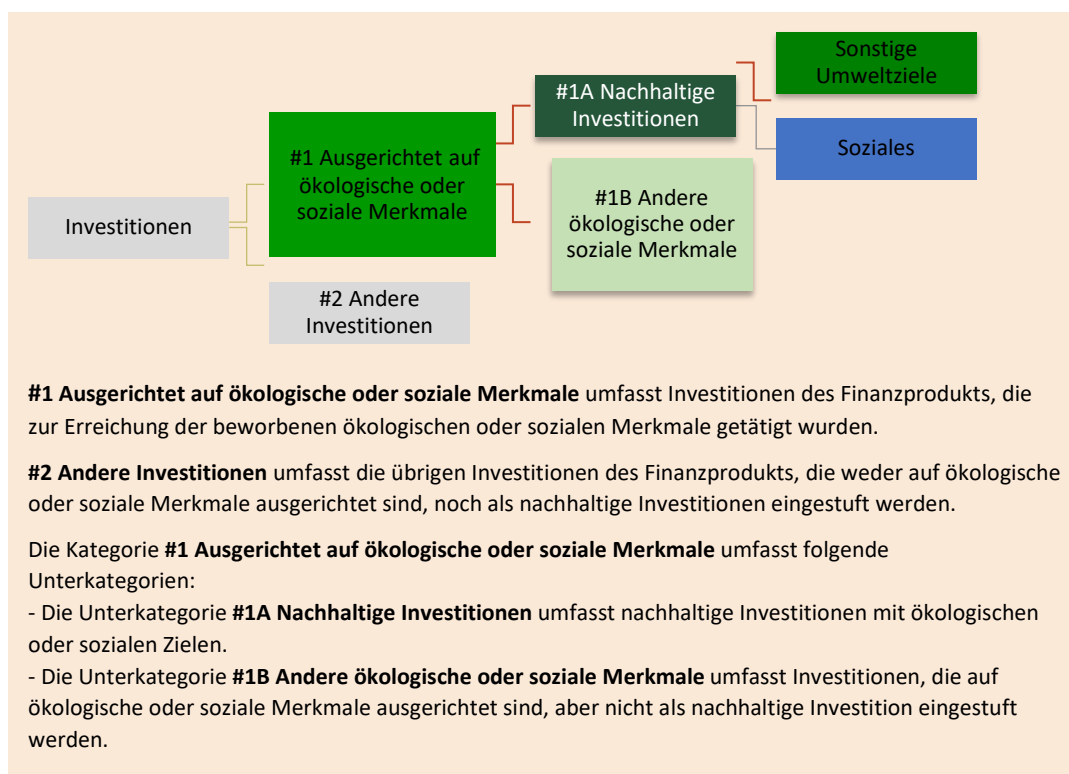 Sonstige
Umweltziele
#1A Nachhaltige
Investitionen
Soziales
#1 Ausgerichtet auf
ökologische oder
soziale Merkmale
#1B Andere
ökologische oder
soziale Merkmale
Investitionen
#2 Andere
Investitionen
#1 Ausgerichtet auf ökologische oder soziale Merkmale umfasst Investitionen des Finanzprodukts, die
zur Erreichung der beworbenen ökologischen oder sozialen Merkmale getätigt wurden.
#2 Andere Investitionen umfasst die übrigen Investitionen des Finanzprodukts, die weder auf ökologische
oder soziale Merkmale ausgerichtet sind, noch als nachhaltige Investitionen eingestuft werden.
Die Kategorie #1 Ausgerichtet auf ökologische oder soziale Merkmale umfasst folgende
Unterkategorien:
- Die Unterkategorie #1A Nachhaltige Investitionen umfasst nachhaltige Investitionen mit ökologischen
oder sozialen Zielen.
- Die Unterkategorie #1B Andere ökologische oder soziale Merkmale umfasst Investitionen, die auf
ökologische oder soziale Merkmale ausgerichtet sind, aber nicht als nachhaltige Investition eingestuft
werden.